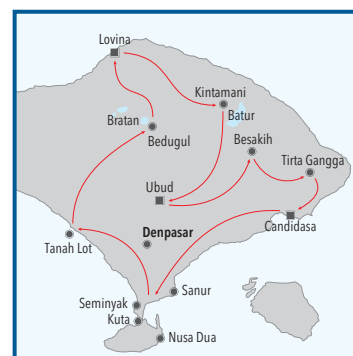 Lovina
Kintamani
Batur
Bratan
Bedugul
Besakih
Tirta Gangga
Ubud
Candidasa
Denpasar
Tanah Lot
Sanur
Seminyak
Kuta
Nusa Dua